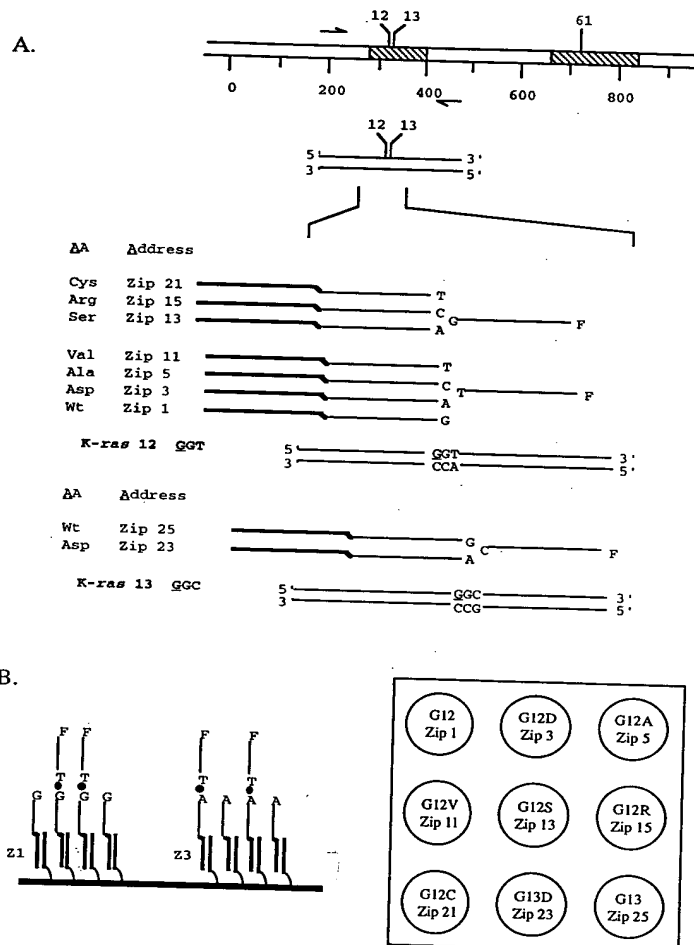 A.
12 13
61
0 200 400 600 800
12 13
5' 3'
3 5'
AA Address
Cys Zip 21 T
Arg Zip 15 C
Ser Zip 13 A G F
Val Zip 11 T
Ala Zip 5 C
Asp Zip 3 A T F
Wt Zip 1 G
K-ras 12 GGT
5 GGT 3'
3 CCA 5'
AA Address
Wt Zip 25 G
Asp Zip 23 A C F
K-ras 13 GGC
5 GGC 3'
3 CCG 5'
B.
F F F F
T T T T
G G G G A A A A
Z1 Z3
G12 G12D G12A
Zip 1 Zip 3 Zip 5
G12V G12S G12R
Zip 11 Zip 13 Zip 15
G12C G13D G13
Zip 21 Zip 23 Zip 25